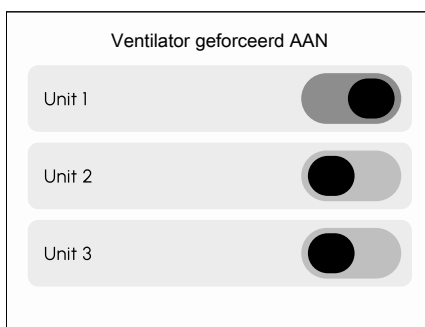 Ventilator geforceerd AAN
Unit 1
Unit 2
Unit 3